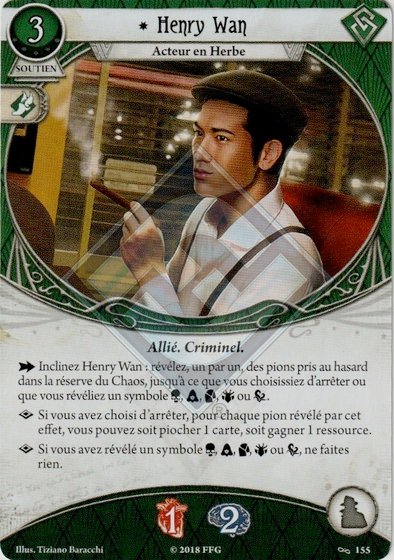 3
* Henry Wan
SOUTIEN
Acteur en Herbe
Allié. Criminel.
Inclinez Henry Wan : révélez, un par un, des pions pris au hasard
dans la réserve du Chaos, jusqu'à ce que vous choisissiez d'arrêter ou
que vous révéliez un symbole , , , ou .
Si vous avez choisi d'arrêter, pour chaque pion révélé par cet
effet, vous pouvez soit piocher 1 carte, soit gagner 1 ressource.
Si vous avez révélé un symbole , , , ou , ne faites
rien.
1
2
Illus. Tiziano Baracchi
© 2018 FFG
155